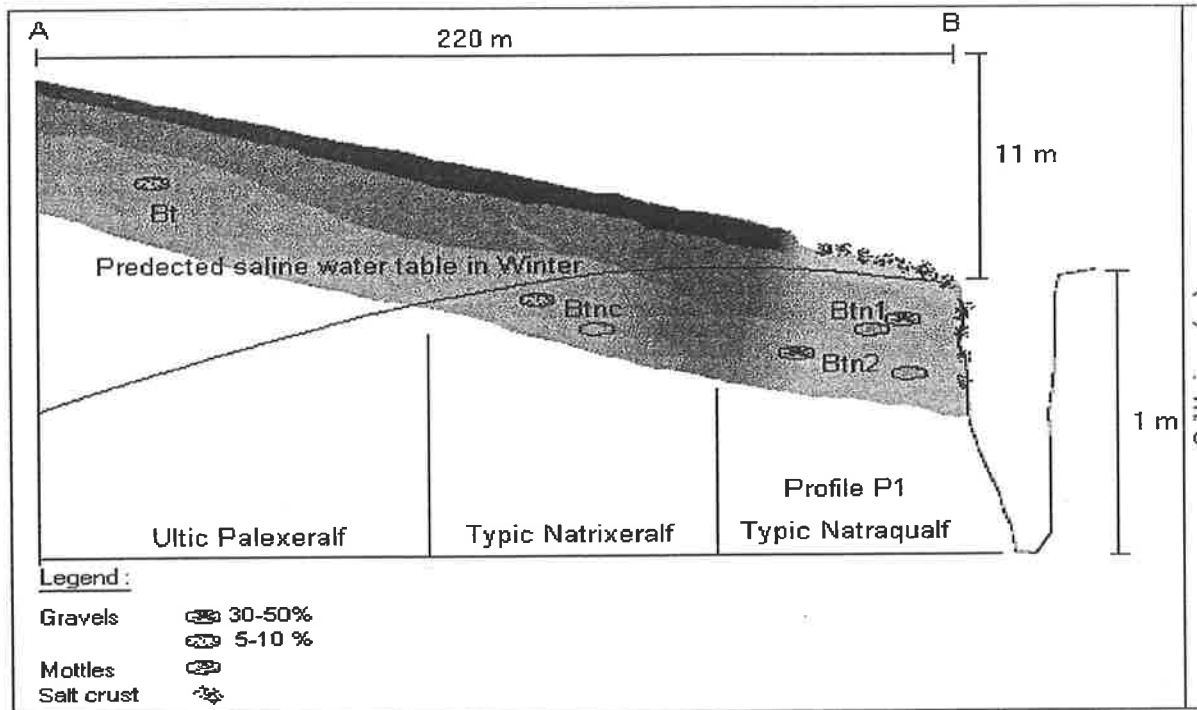 A
B
220 m
11 m
Bt
Predected saline water table in Winter
Btnc
Btn1
Btn2
1 m
Profile P1
Ultic Palexeralf
Typic Natrixeralf
Typic Natraqualf
Legend :
Gravels 30-50%
5-10 %
Mottles
Salt crust